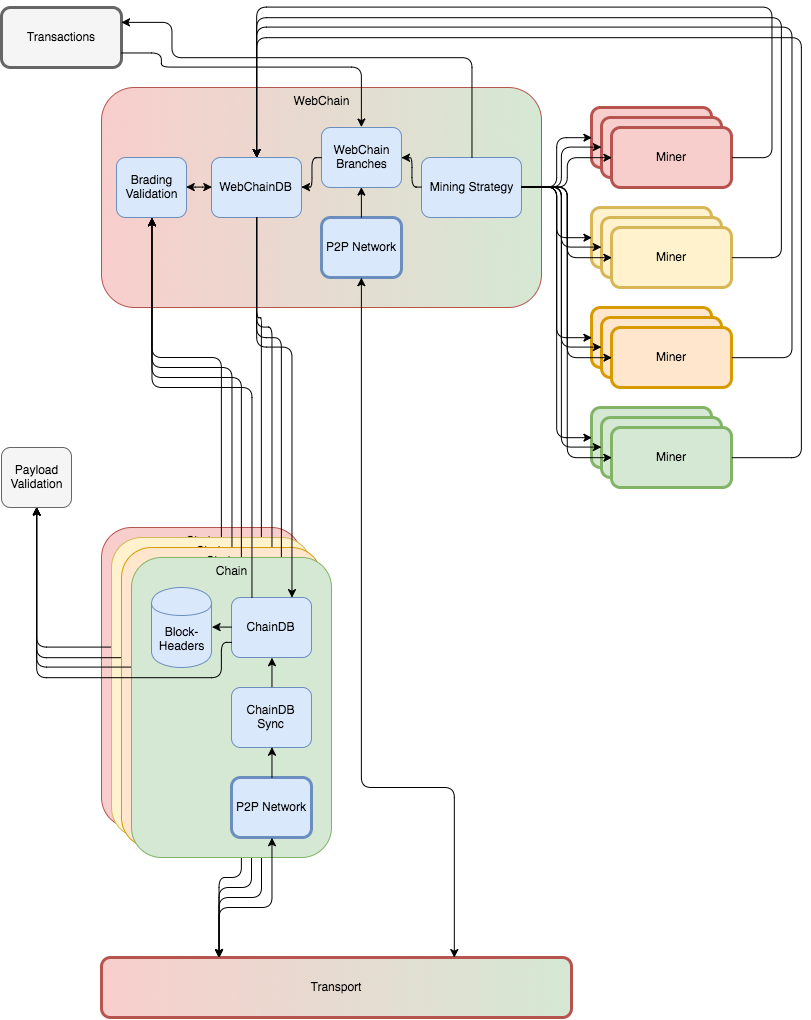 Transactions
WebChain
WebChain
Branches
Brading
Validation
WebChainDB
Mining Strategy
P2P Network
Miner
Miner
Miner
Miner
Payload
Validation
Chain
ChainDB
Block-
Headers
ChainDB
Sync
P2P Network
Transport